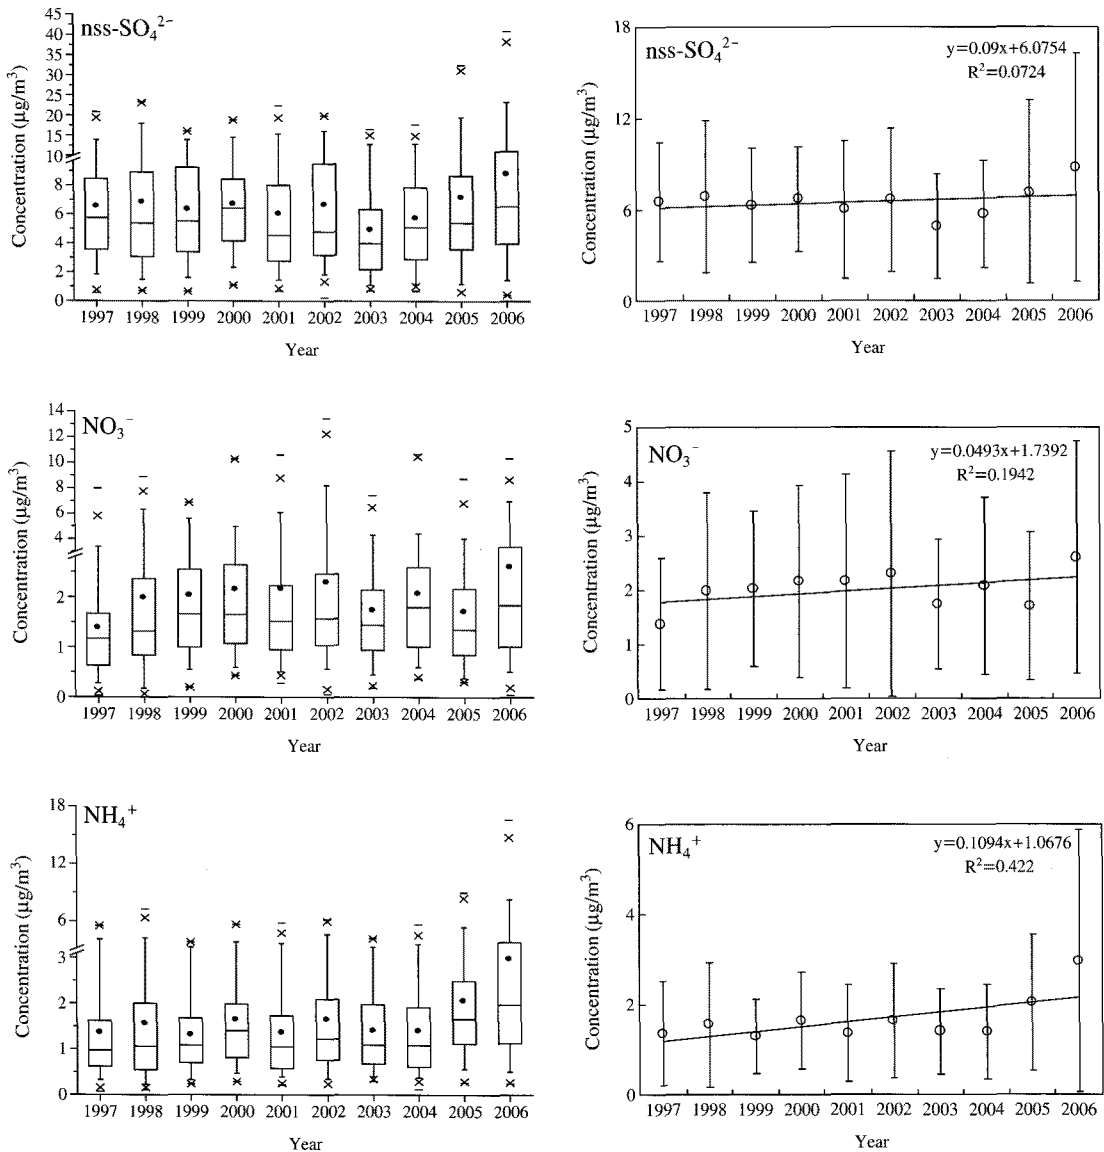 nss-SO₄²⁻
Concentration (μg/m³)
45
40
35
30
25
20
15
10
8
6
4
2
0
1997 1998 1999 2000 2001 2002 2003 2004 2005 2006
Year
nss-SO₄²⁻
y=0.09x+6.0754
R²=0.0724
Concentration (μg/m³)
18
12
6
0
1997 1998 1999 2000 2001 2002 2003 2004 2005 2006
Year
NO₃⁻
Concentration (μg/m³)
14
12
10
8
6
4
2
1
0
1997 1998 1999 2000 2001 2002 2003 2004 2005 2006
Year
NO₃⁻
y=0.0493x+1.7392
R²=0.1942
Concentration (μg/m³)
5
4
3
2
1
0
1997 1998 1999 2000 2001 2002 2003 2004 2005 2006
Year
NH₄⁺
Concentration (μg/m³)
18
12
6
3
2
1
0
1997 1998 1999 2000 2001 2002 2003 2004 2005 2006
Year
NH₄⁺
y=0.1094x+1.0676
R²=0.422
Concentration (μg/m³)
6
4
2
0
1997 1998 1999 2000 2001 2002 2003 2004 2005 2006
Year